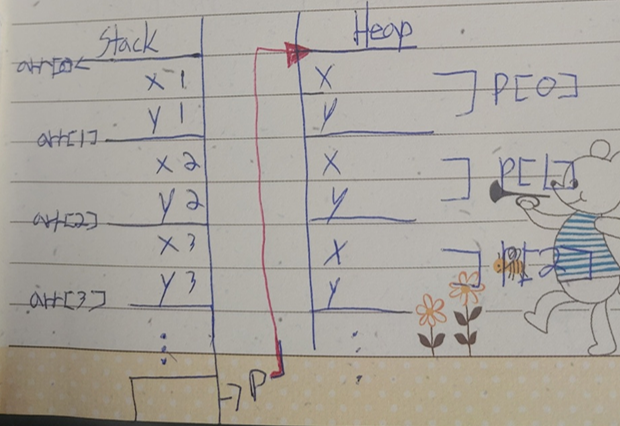 Stack
Heap
arr[0]
x 1
x
P[0]
y 1
y
arr[1]
x 2
x
P[1]
y 2
y
arr[2]
x 3
x
P[2]
y 3
y
arr[3]
P